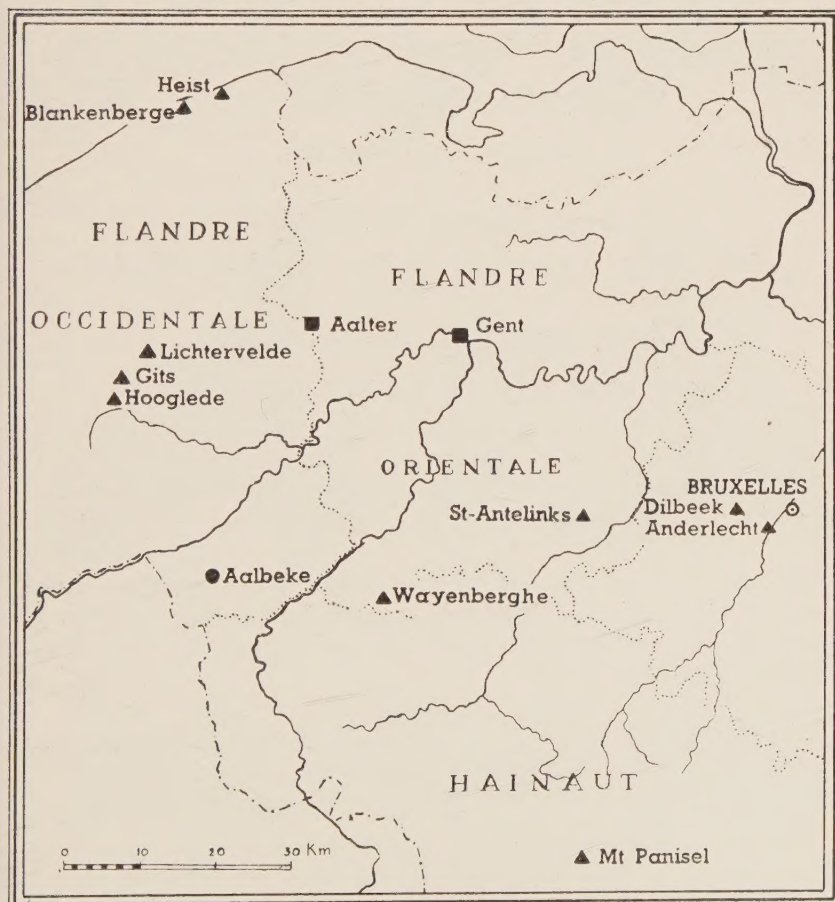 Heist
Blankenberge
FLANDRE
FLANDRE
OCCIDENTALE
Aalter
Gent
Lichtervelde
Gits
Hooglede
ORIENTALE
BRUXELLES
St-Antelinks
Dilbeek
Anderlecht
Aalbeke
Wayenberghe
HAINAUT
0 10 20 30 Km
Mt Panisel